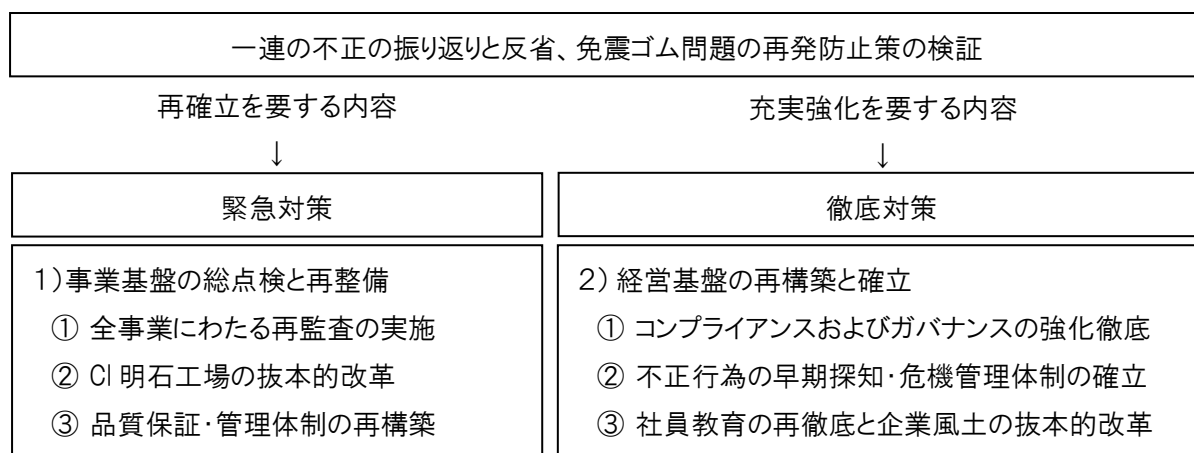 一連の不正の振り返りと反省、免震ゴム問題の再発防止策の検証
再確立を要する内容
↓
緊急対策
1)事業基盤の総点検と再整備
① 全事業にわたる再監査の実施
② CI明石工場の抜本的改革
③ 品質保証・管理体制の再構築
充実強化を要する内容
↓
徹底対策
2)経営基盤の再構築と確立
① コンプライアンスおよびガバナンスの強化徹底
② 不正行為の早期探知・危機管理体制の確立
③ 社員教育の再徹底と企業風土の抜本的改革